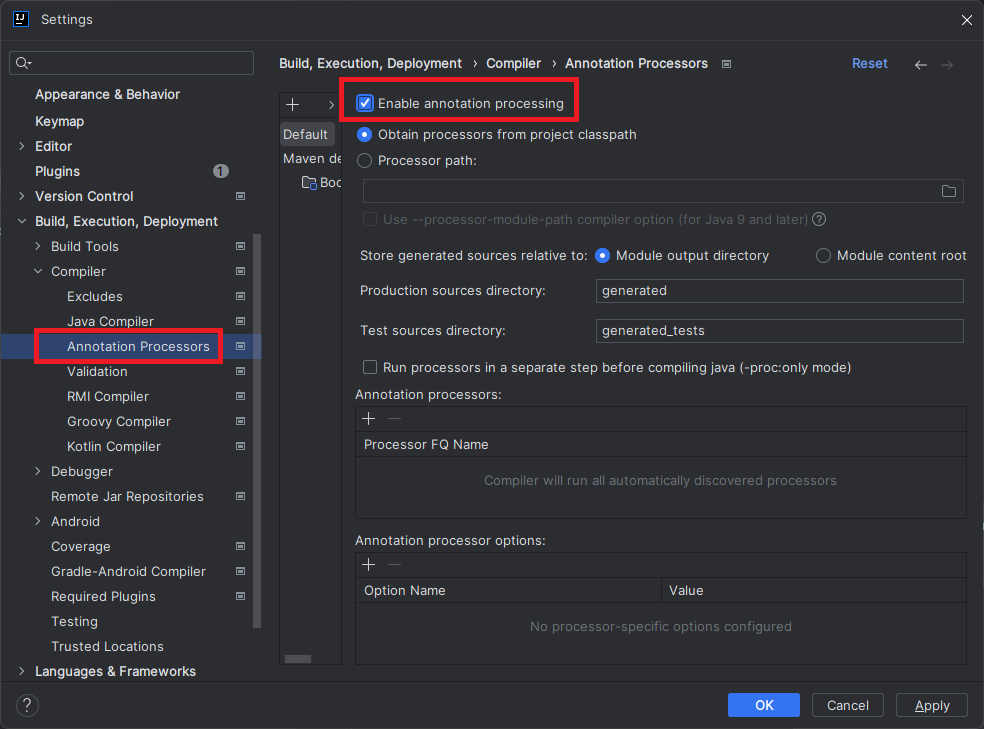 Settings
Build, Execution, Deployment › Compiler › Annotation Processors
Reset
Appearance & Behavior
Keymap
Editor
Plugins
1
Version Control
Build, Execution, Deployment
Build Tools
Compiler
Excludes
Java Compiler
Annotation Processors
Validation
RMI Compiler
Groovy Compiler
Kotlin Compiler
Debugger
Remote Jar Repositories
Android
Coverage
Gradle-Android Compiler
Required Plugins
Testing
Trusted Locations
Languages & Frameworks
Default
Maven de
Boo
Enable annotation processing
Obtain processors from project classpath
Processor path:
Use --processor-module-path compiler option (for Java 9 and later) ?
Store generated sources relative to: Module output directory Module content root
Production sources directory: generated
Test sources directory: generated_tests
Run processors in a separate step before compiling java (-proc:only mode)
Annotation processors:
Processor FQ Name
Compiler will run all automatically discovered processors
Annotation processor options:
Option Name Value
No processor-specific options configured
? OK Cancel Apply